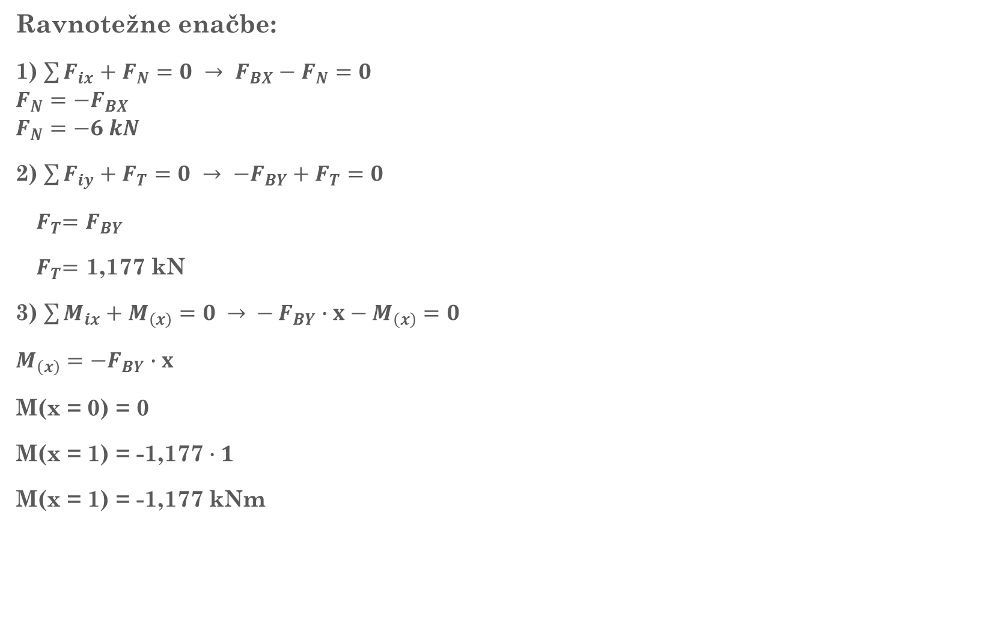 Ravnotežne enačbe:
1) ∑ F_ix + F_N = 0 → F_BX − F_N = 0
F_N = −F_BX
F_N = −6 kN
2) ∑ F_iy + F_T = 0 → −F_BY + F_T = 0
F_T= F_BY
F_T= 1,177 kN
3) ∑ M_ix + M_(x) = 0 → − F_BY · x − M_(x) = 0
M_(x) = −F_BY · x
M(x = 0) = 0
M(x = 1) = -1,177 · 1
M(x = 1) = -1,177 kNm